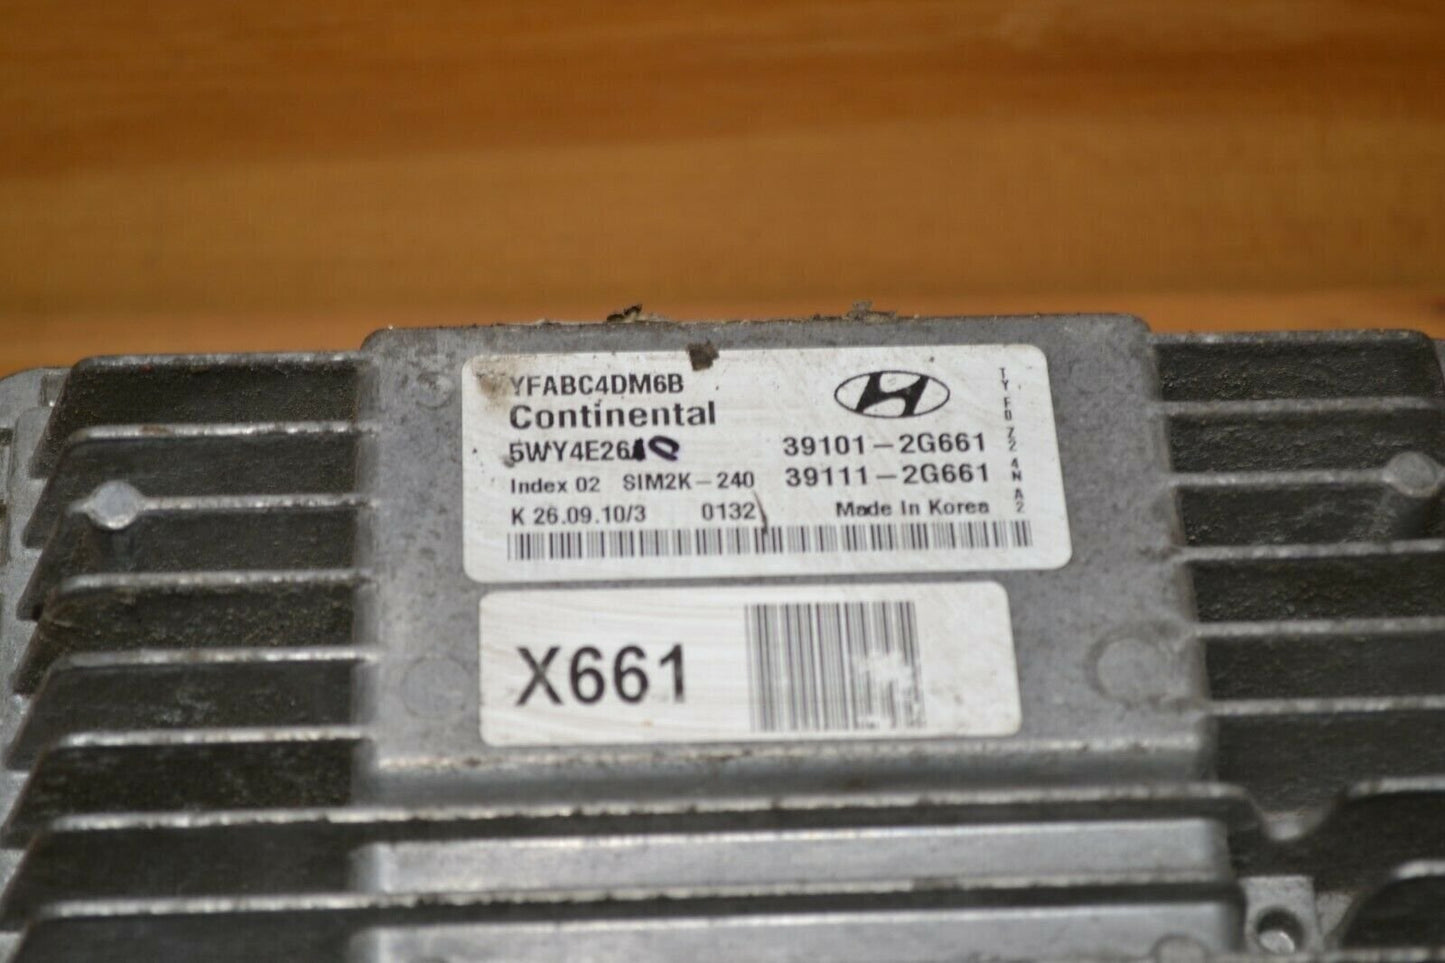 YFABC4DM6B
Continental
5WY4E2610
39101-2G661
Index 02 SIM2K-240
39111-2G661
K 26.09.10/3 0132
Made In Korea
X661